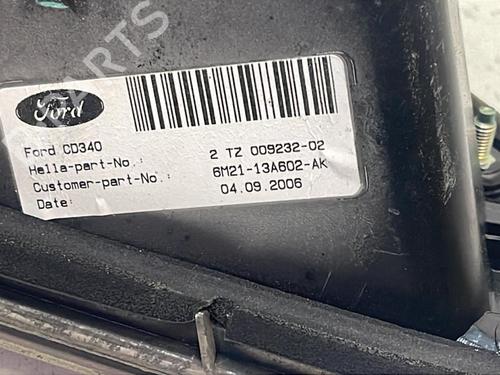 PARTS
Ford
Ford CD340
Hella-part-No.: 2 TZ 009232-02
Customer-part-No.: 6M21-13A602-AK
Date: 04.09.2006